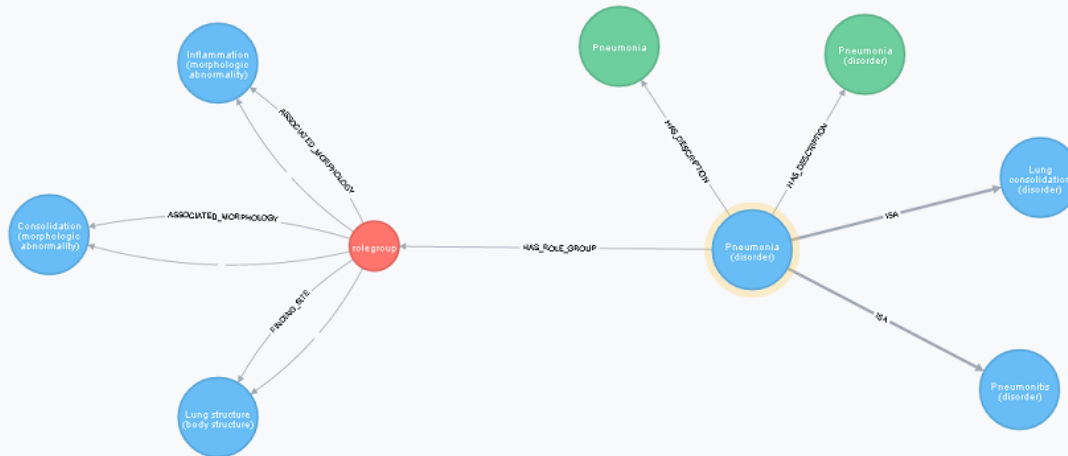 Inflammation
(morphologic
abnormality)
ASSOCIATED_MORPHOLOGY
Consolidation
(morphologic
abnormality)
ASSOCIATED_MORPHOLOGY
rolegroup
FINDING_SITE
Lung structure
(body structure)
HAS_ROLE_GROUP
Pneumonia
Pneumonia
(disorder)
HAS_DESCRIPTION
HAS_DESCRIPTION
Pneumonia
(disorder)
ISA
Lung
consolidation
(disorder)
ISA
Pneumonitis
(disorder)